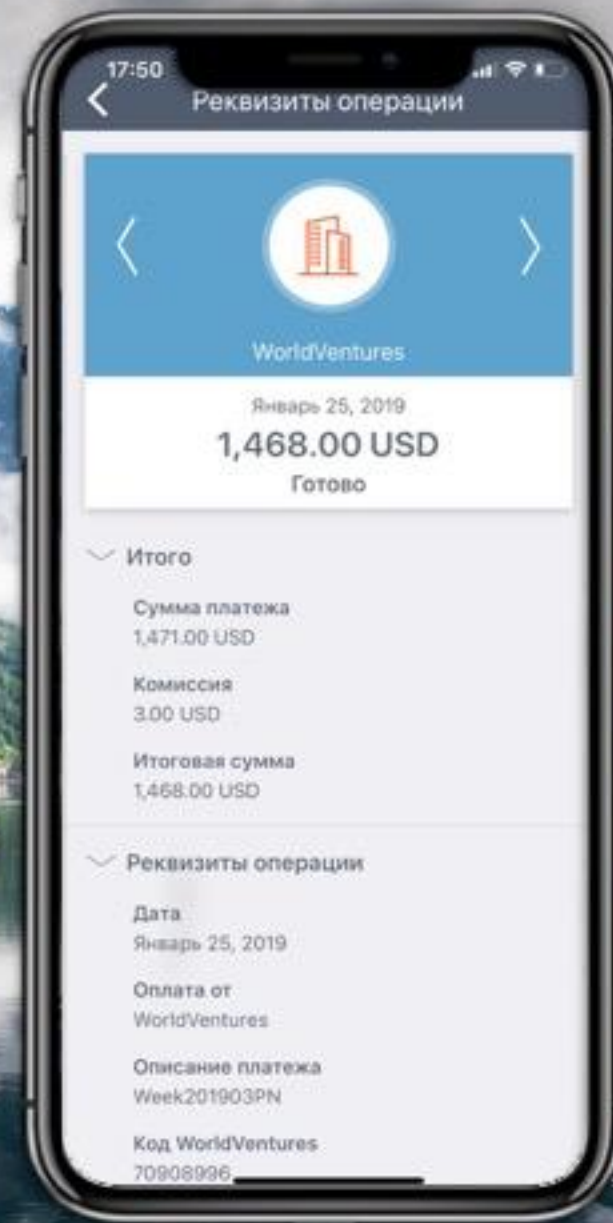 17:50
Реквизиты операции
WorldVentures
Январь 25, 2019
1,468.00 USD
Готово
Итого
Сумма платежа
1,471.00 USD
Комиссия
3.00 USD
Итоговая сумма
1,468.00 USD
Реквизиты операции
Дата
Январь 25, 2019
Оплата от
WorldVentures
Описание платежа
Week201903PN
Код WorldVentures
70908996